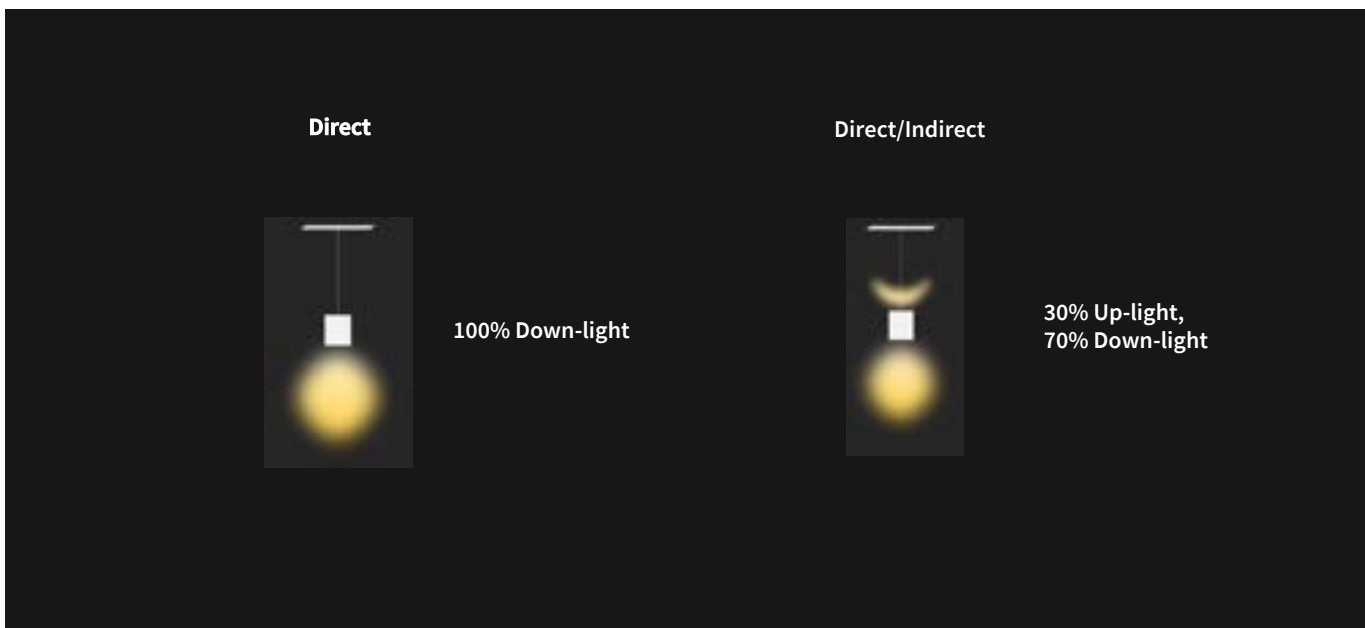 Direct
100% Down-light
Direct/Indirect
30% Up-light,
70% Down-light